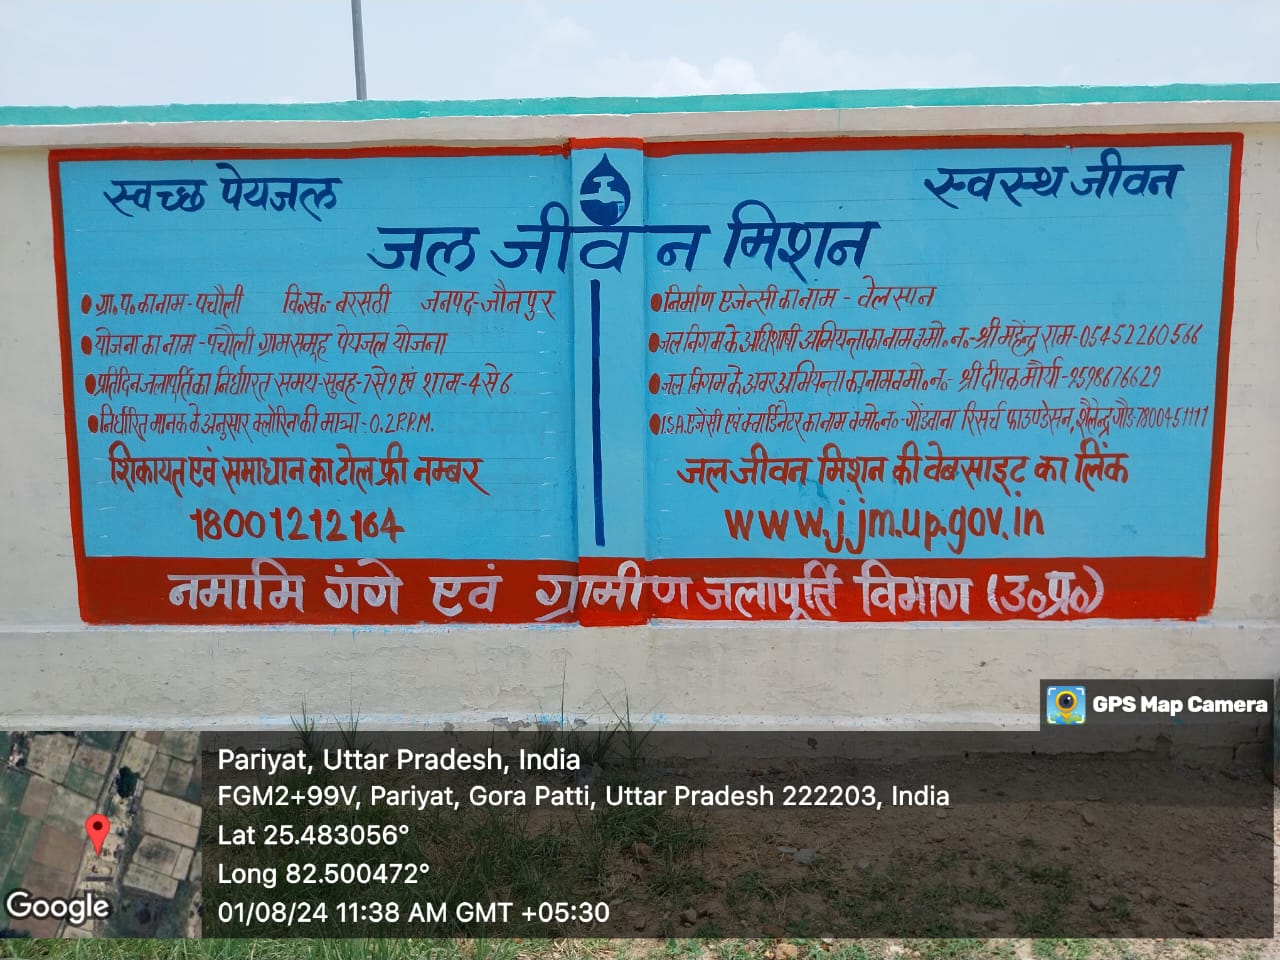 स्वच्छ पेयजल
स्वस्थ जीवन
जल जीवन मिशन
ग्रा.प.का नाम-पचौली वि.ख.-बरसठी जनपद-जौनपुर
योजना का नाम-पचौली ग्राम समूह पेयजल योजना
प्रतिदिन जलापूर्ति का निर्धारित समय-सुबह-7 से 9 एवं शाम-4 से 6
निर्धारित मानक के अनुसार क्लोरिन की मात्रा-0.2 P.P.M.
शिकायत एवं समाधान का टोल फ्री नम्बर
18001212164
निर्माण एजेन्सी का नाम - वेलस्पन
जल निगम के अधिशाषी अभियन्ता का नाम व मो.न.-श्री महेन्द्र राम-05452260566
जल निगम के अवर अभियन्ता का नाम व मो.न.- श्री दीपक मौर्या-9598676629
I.S.A. एजेंसी एवं क्वार्डिनेटर का नाम व मो.न.-गोंडवाना रिसर्च फाउण्डेसन, शैलेन्द्र गौड-7800451111
जल जीवन मिशन की वेबसाइट का लिंक
www.jjm.up.gov.in
नमामि गंगे एवं ग्रामीण जलापूर्ति विभाग (उ०प्र०)
GPS Map Camera
Pariyat, Uttar Pradesh, India
FGM2+99V, Pariyat, Gora Patti, Uttar Pradesh 222203, India
Lat 25.483056°
Long 82.500472°
01/08/24 11:38 AM GMT +05:30
Google